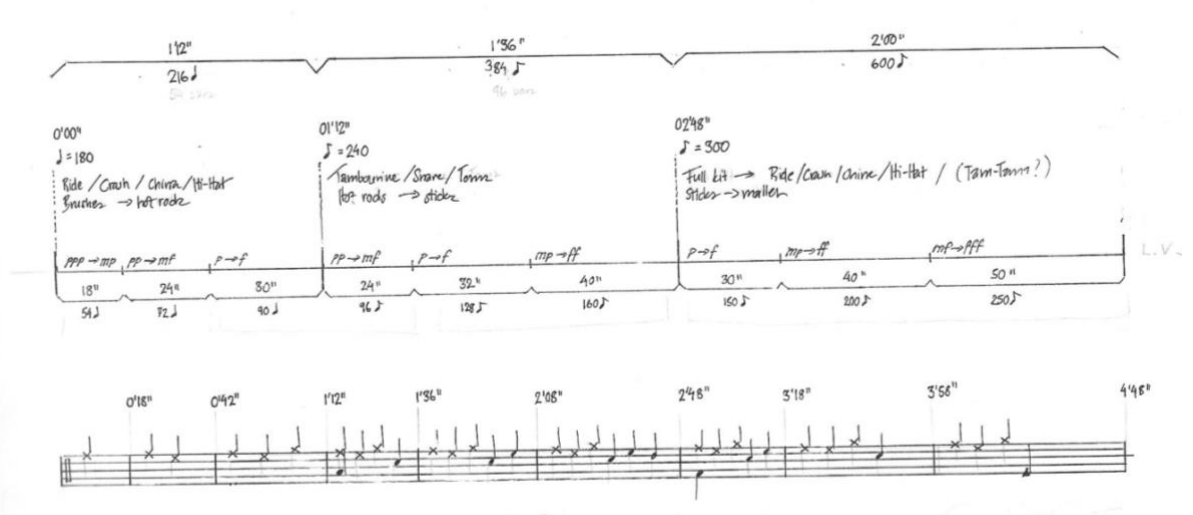 1'12" 1'36" 2'00"
216♩ 384♪ 600♪
96 bars
0'00" 01'12" 02'48"
♩=180 ♪=240 ♪=300
Ride / Crash / China / Hi-Hat Tambourine / Snare / Toms Full kit → Ride/Crash/China/Hi-Hat / (Tam-Tam?)
Brushes → hot rods Hot rods → sticks Sticks → mallets
ppp→mp pp→mf p→f pp→mf p→f mp→ff p→f mp→ff mf→fff L.V.
18" 24" 30" 24" 32" 40" 30" 40" 50"
54♩ 72♩ 90♩ 96♪ 128♪ 160♪ 150♪ 200♪ 250♪
0'18" 0'42" 1'12" 1'36" 2'08" 2'48" 3'18" 3'58" 4'48"